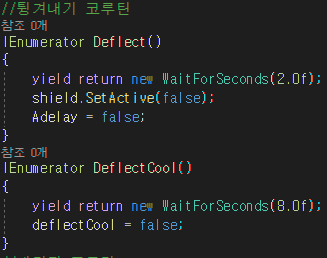 //튕겨내기 코루틴
참조 0개
IEnumerator Deflect()
{
yield return new WaitForSeconds(2.0f);
shield.SetActive(false);
Adelay = false;
}
참조 0개
IEnumerator DeflectCool()
{
yield return new WaitForSeconds(8.0f);
deflectCool = false;
}